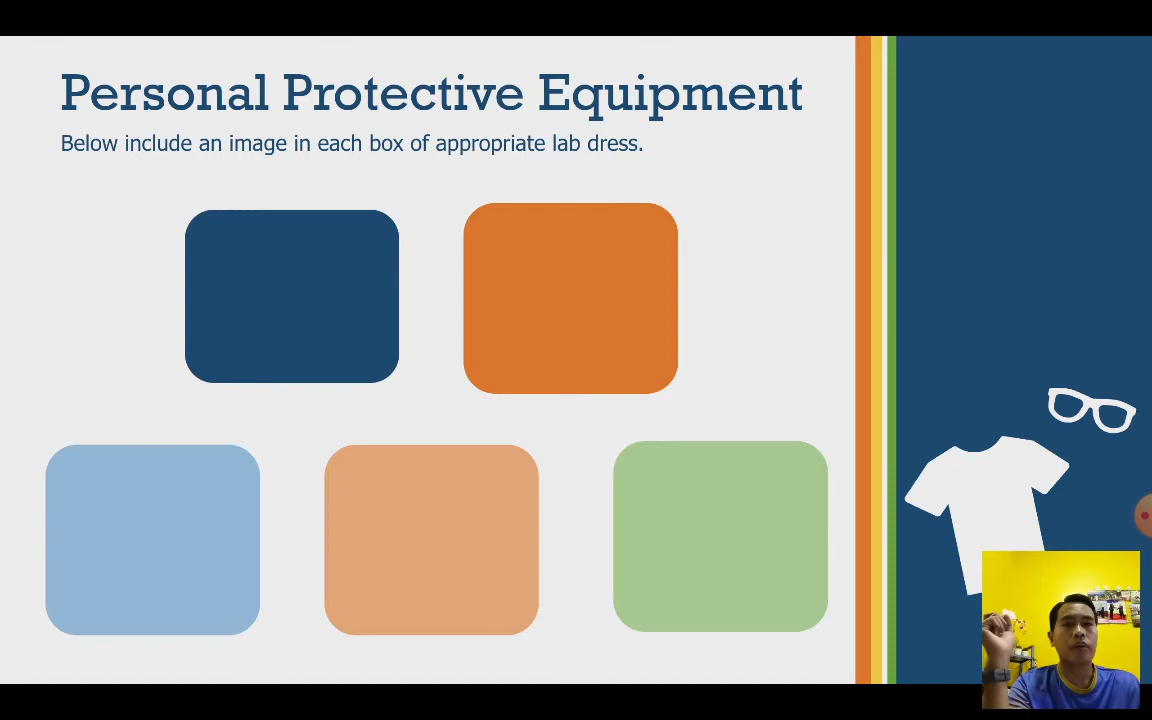 Personal Protective Equipment
Below include an image in each box of appropriate lab dress.